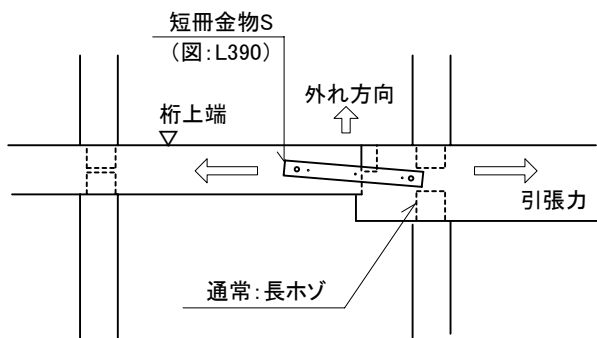 短冊金物S
（図：L390）
外れ方向
桁上端
引張力
通常：長ホゾ